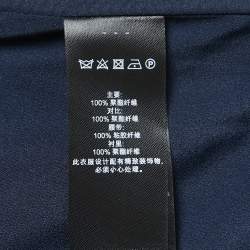 主要:
100% 聚酯纤维
对比:
100% 聚酯纤维
腰带:
100% 粘胶纤维
衬里:
100% 聚酯纤维
此衣服设计配有精致装饰物,
必须小心处理.